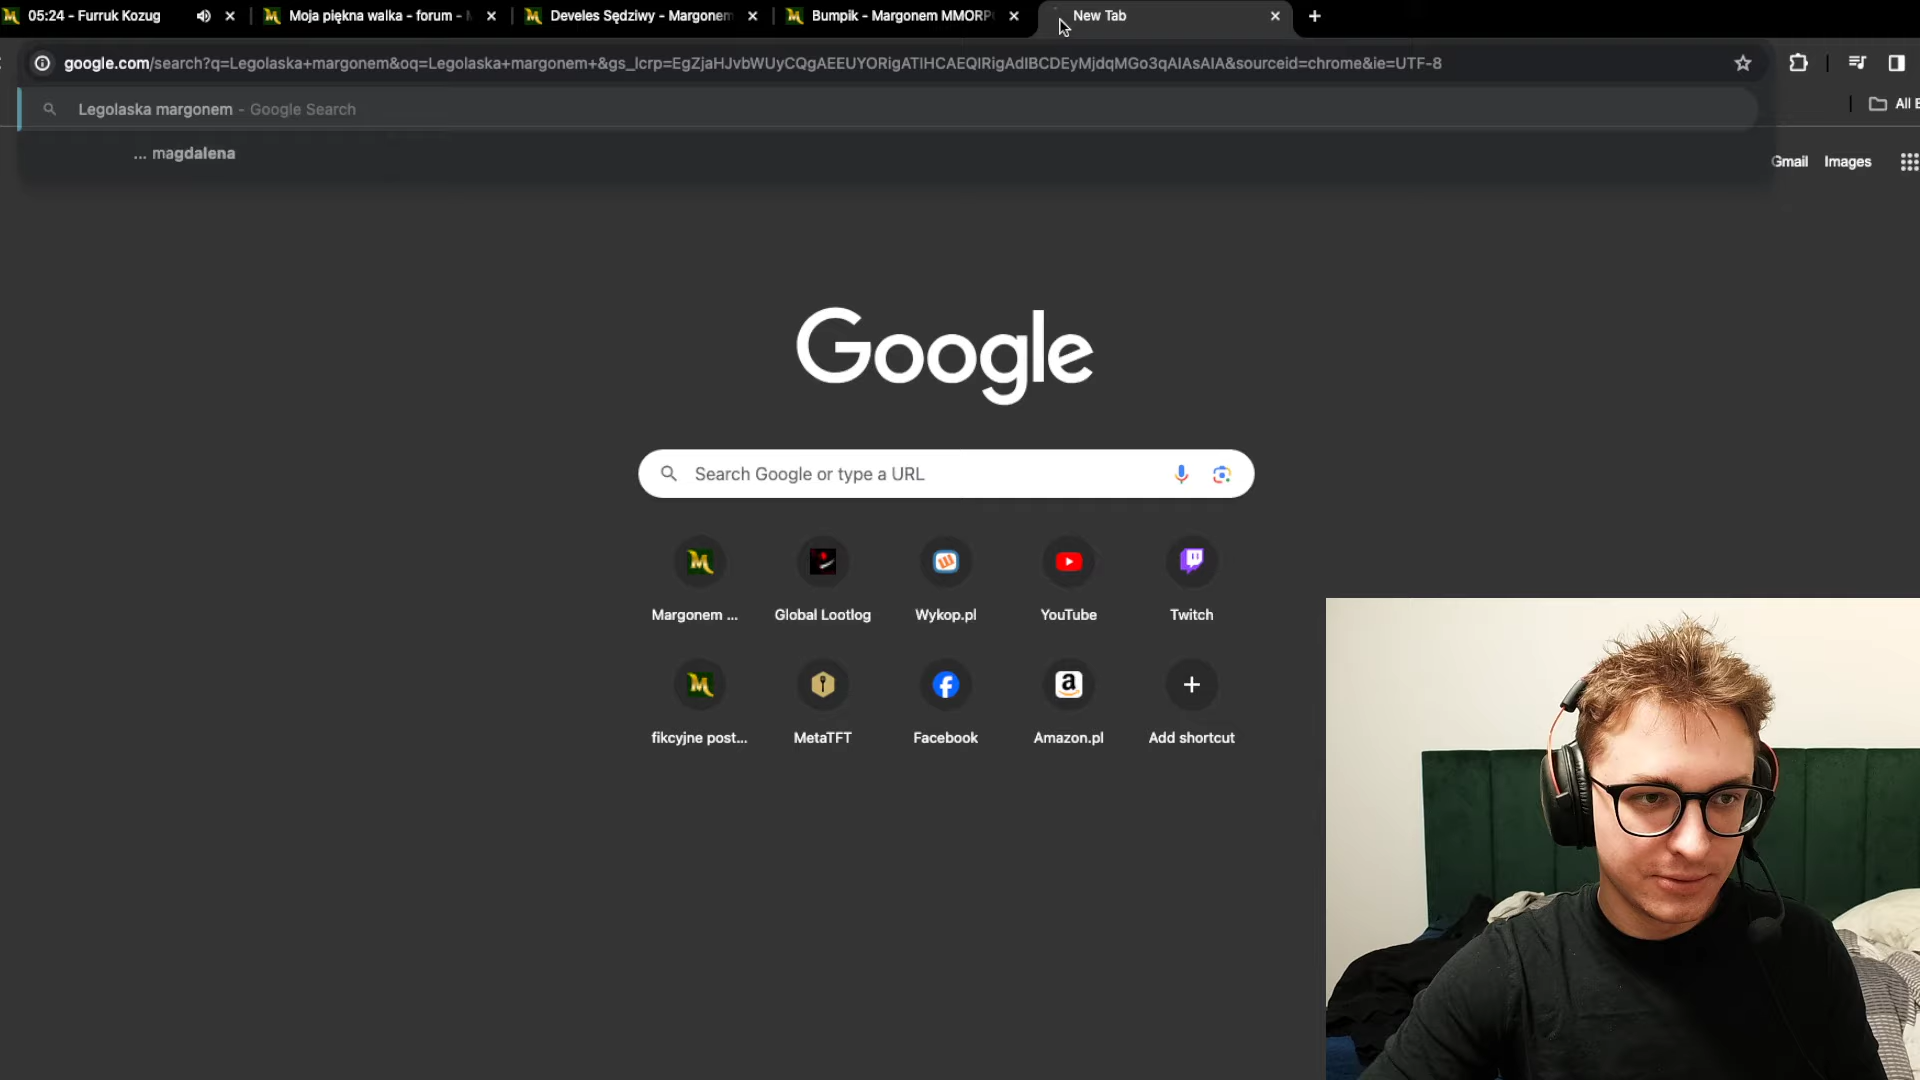 05:24 - Furruk Kozug
Moja piękna walka - forum -
Develes Sędziwy - Margonem
Bumpik - Margonem MMORP
New Tab
google.com/search?q=Legolaska+margonem&oq=Legolaska+margonem+&gs_lcrp=EgZjaHJvbWUyCQgAEEUYORigATIHCAEQIRigAdIBCDEyMjdqMGo3qAIAsAIA&sourceid=chrome&ie=UTF-8
Legolaska margonem - Google Search
All
... magdalena
Gmail Images
Google
Search Google or type a URL
Margonem ...
Global Lootlog
Wykop.pl
YouTube
Twitch
fikcyjne post...
MetaTFT
Facebook
Amazon.pl
Add shortcut